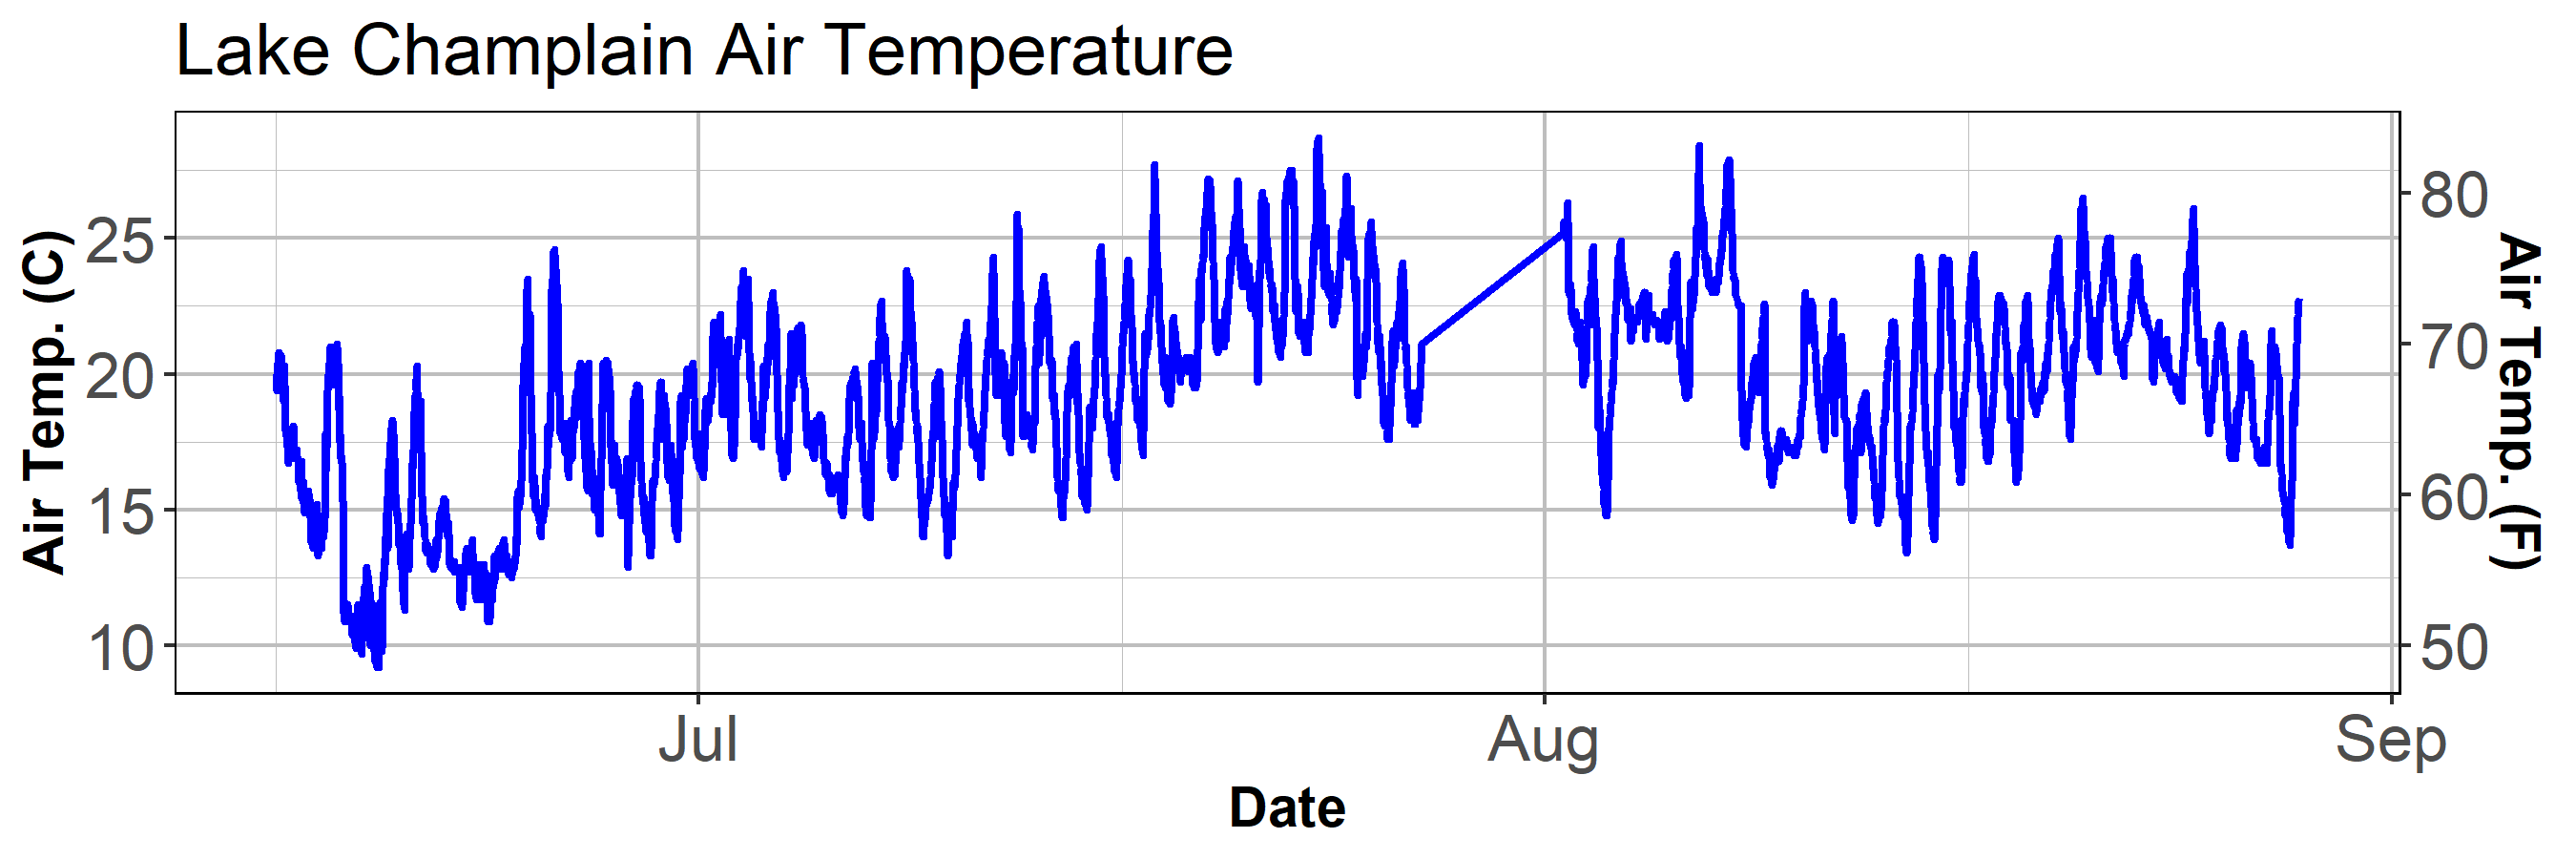 Lake Champlain Air Temperature
Air Temp. (C)
25
20
15
10
80
70
60
50
Air Temp. (F)
Jul Aug Sep
Date